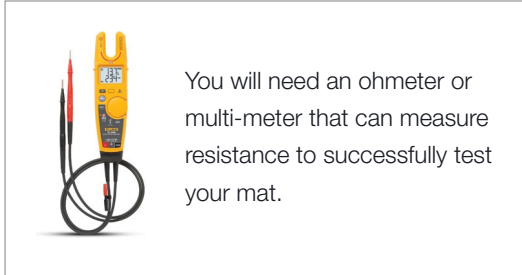 You will need an ohmeter or
multi-meter that can measure
resistance to successfully test
your mat.